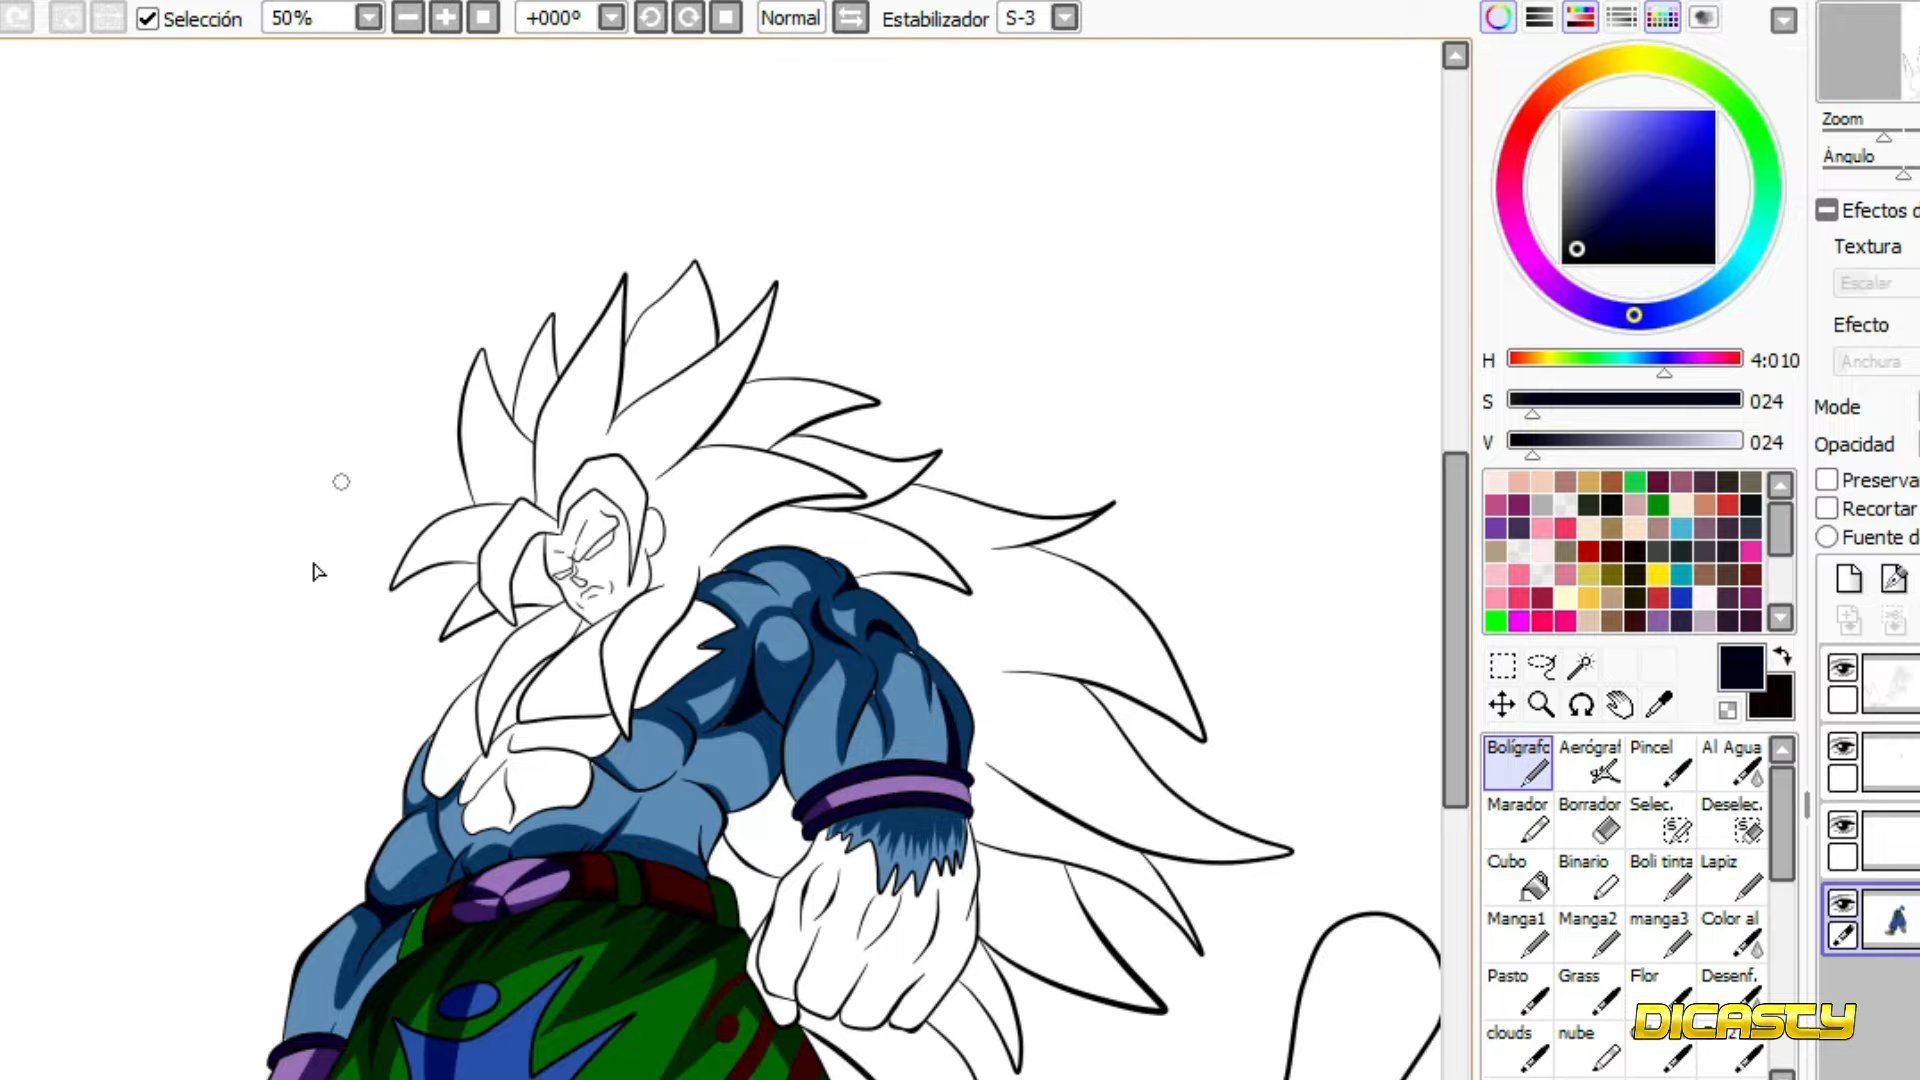 Selección 50% +000º Normal Estabilizador S-3
Zoom
Ángulo
Efectos d
Textura
Escalar
Efecto
Anchura
H 4:010
S 024
V 024
Mode
Opacidad
Preserva
Recortar
Fuente d
Bolígrafc Aerógraf Pincel Al Agua
Marador Borrador Selec. Deselec.
Cubo Binario Boli tinta Lapiz
Manga1 Manga2 manga3 Color al
Pasto Grass Flor Desenf.
clouds nube
DICASTY